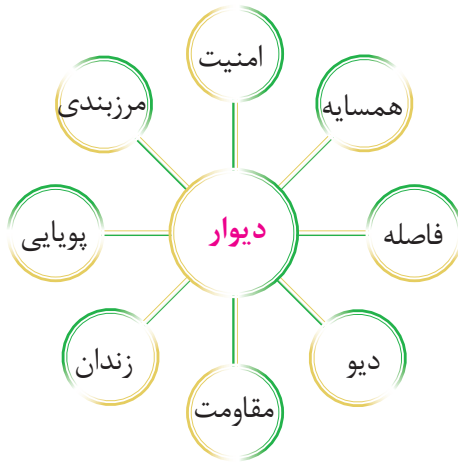 امنیت
همسایه
مرزبندی
دیوار
فاصله
پویایی
دیو
زندان
مقاومت